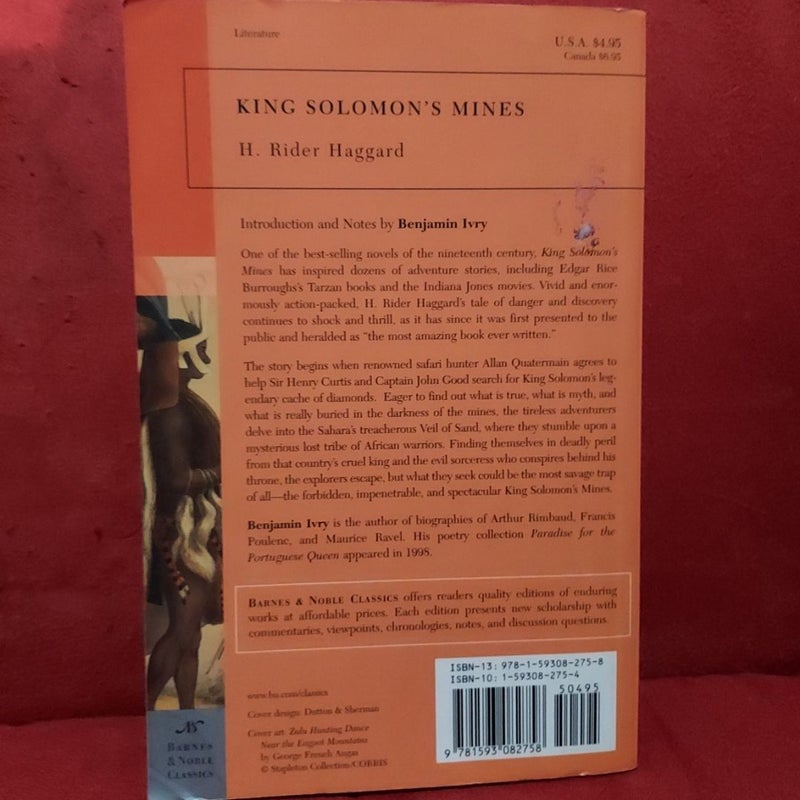 Literature
U.S.A. $4.95
Canada $6.95
KING SOLOMON'S MINES
H. Rider Haggard
Introduction and Notes by Benjamin Ivry
One of the best-selling novels of the nineteenth century, King Solomon's
Mines has inspired dozens of adventure stories, including Edgar Rice
Burroughs's Tarzan books and the Indiana Jones movies. Vivid and enor-
mously action-packed, H. Rider Haggard's tale of danger and discovery
continues to shock and thrill, as it has since it was first presented to the
public and heralded as "the most amazing book ever written."
The story begins when renowned safari hunter Allan Quatermain agrees to
help Sir Henry Curtis and Captain John Good search for King Solomon's leg-
endary cache of diamonds. Eager to find out what is true, what is myth, and
what is really buried in the darkness of the mines, the tireless adventurers
delve into the Sahara's treacherous Veil of Sand, where they stumble upon a
mysterious lost tribe of African warriors. Finding themselves in deadly peril
from that country's cruel king and the evil sorceress who conspires behind his
throne, the explorers escape, but what they seek could be the most savage trap
of all—the forbidden, impenetrable, and spectacular King Solomon's Mines.
Benjamin Ivry is the author of biographies of Arthur Rimbaud, Francis
Poulenc, and Maurice Ravel. His poetry collection Paradise for the
Portuguese Queen appeared in 1998.
BARNES & NOBLE CLASSICS offers readers quality editions of enduring
works at affordable prices. Each edition presents new scholarship with
commentaries, viewpoints, chronologies, notes, and discussion questions.
www.bn.com/classics
Cover design: Dutton & Sherman
Cover art: Zulu Hunting Dance
Near the Engooi Mountains
by George French Angas
© Stapleton Collection/CORBIS
BARNES
& NOBLE
CLASSICS
ISBN-13: 978-1-59308-275-8
ISBN-10: 1-59308-275-4
50495
9 781593 082758